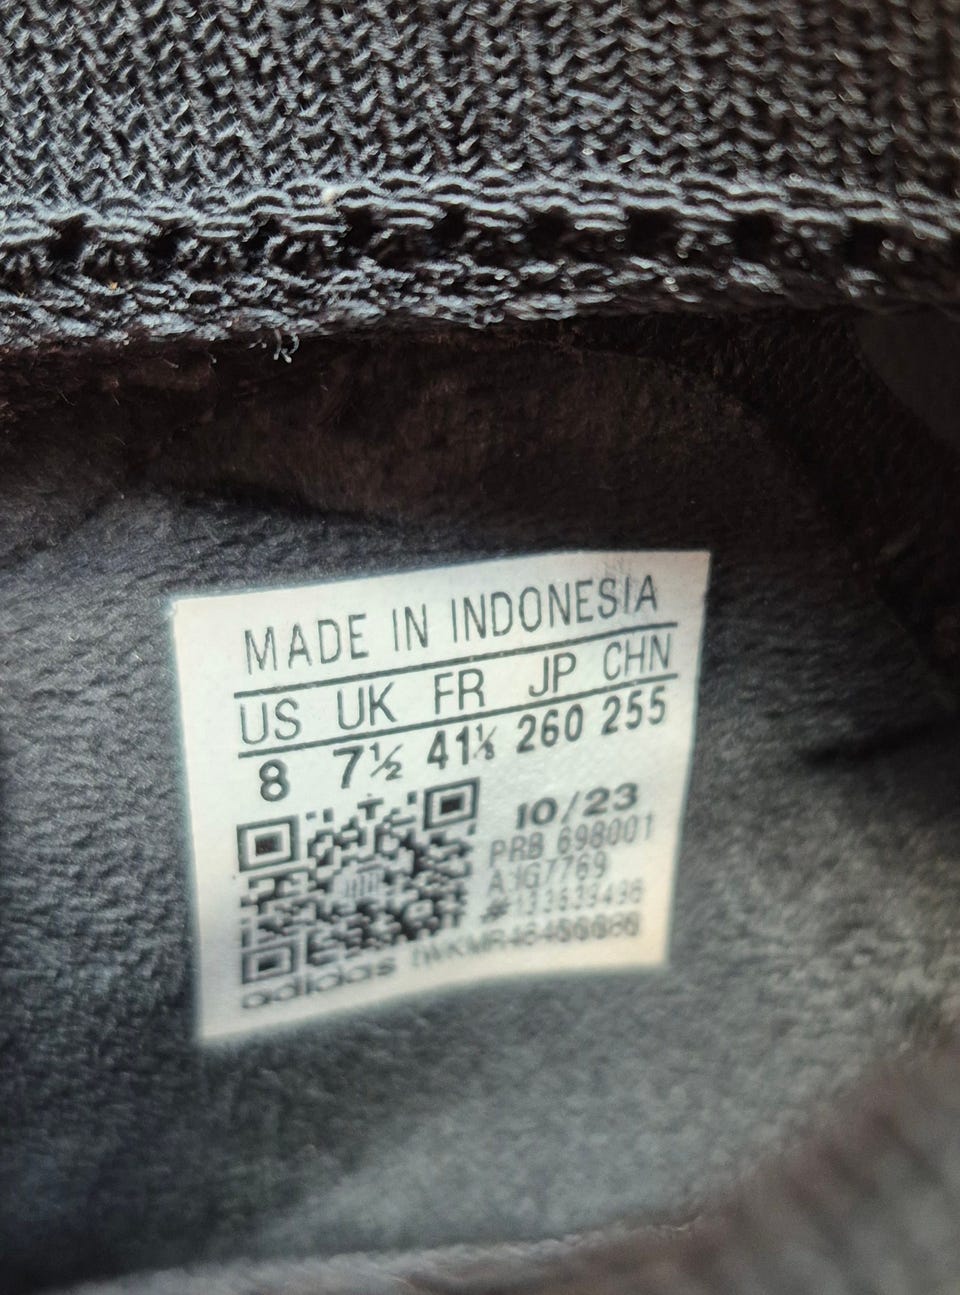 MADE IN INDONESIA
US UK FR JP CHN
8 7½ 41⅓ 260 255
10/23
PRB 698001
A:IG7769
#133639496
adidas